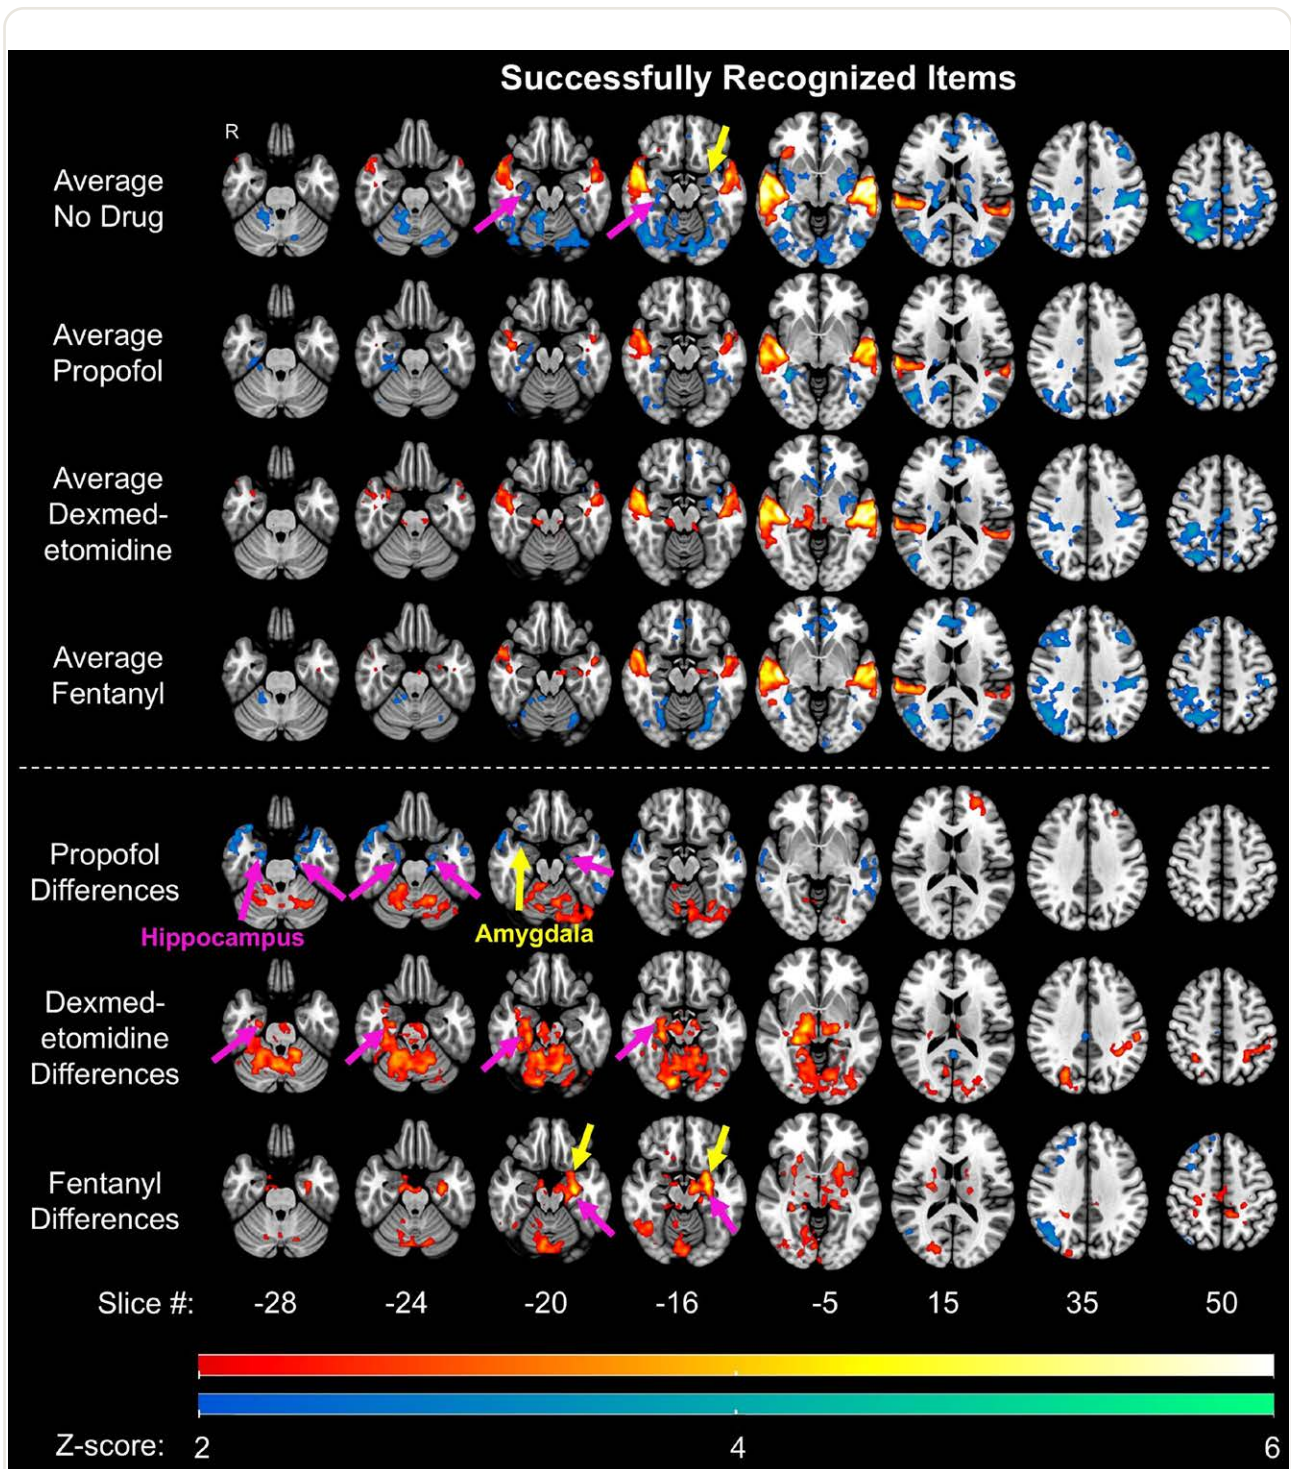 Successfully Recognized Items
R
Average
No Drug
Average
Propofol
Average
Dexmed-
etomidine
Average
Fentanyl
Propofol
Differences
Hippocampus
Amygdala
Dexmed-
etomidine
Differences
Fentanyl
Differences
Slice #: -28 -24 -20 -16 -5 15 35 50
Z-score: 2 4 6